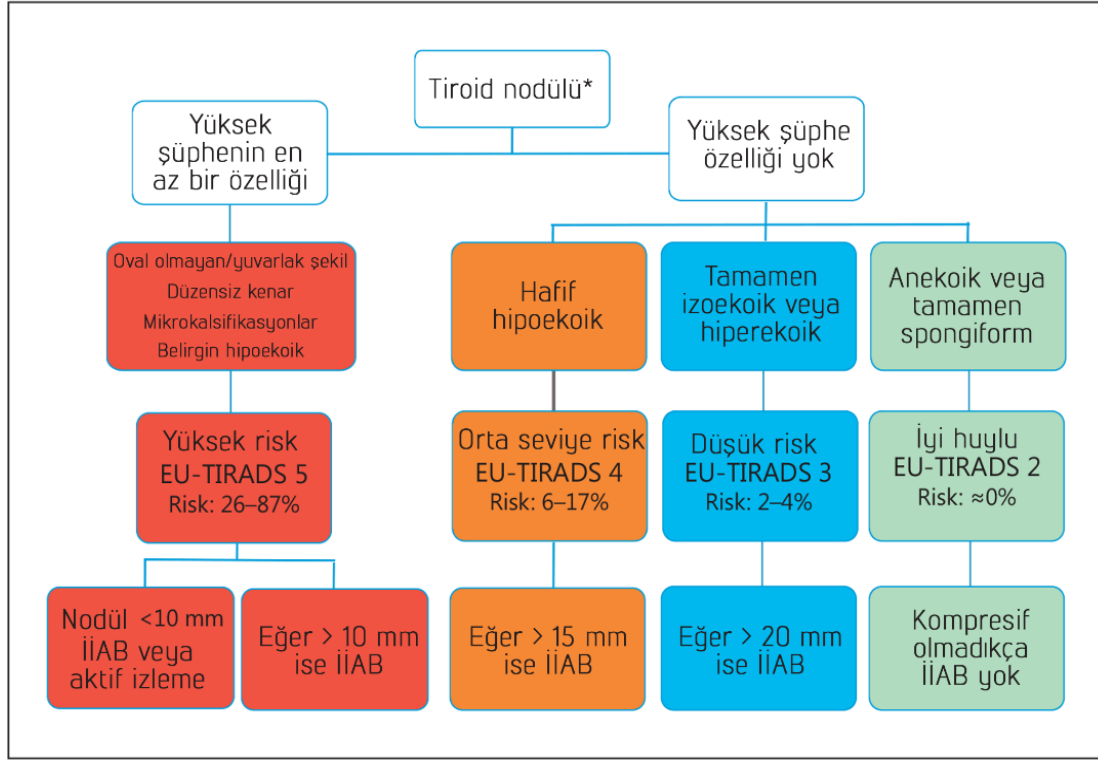 Tiroid nodülü*
Yüksek
şüphenin en
az bir özelliği
Yüksek şüphe
özelliği yok
Oval olmayan/yuvarlak şekil
Düzensiz kenar
Mikrokalsifikasyonlar
Belirgin hipoekoik
Hafif
hipoekoik
Tamamen
izoekoik veya
hiperekoik
Anekoik veya
tamamen
spongiform
Yüksek risk
EU-TIRADS 5
Risk: 26–87%
Orta seviye risk
EU-TIRADS 4
Risk: 6–17%
Düşük risk
EU-TIRADS 3
Risk: 2–4%
İyi huylu
EU-TIRADS 2
Risk: ≈0%
Nodül <10 mm
İİAB veya
aktif izleme
Eğer > 10 mm
ise İİAB
Eğer > 15 mm
ise İİAB
Eğer > 20 mm
ise İİAB
Kompresif
olmadıkça
İİAB yok